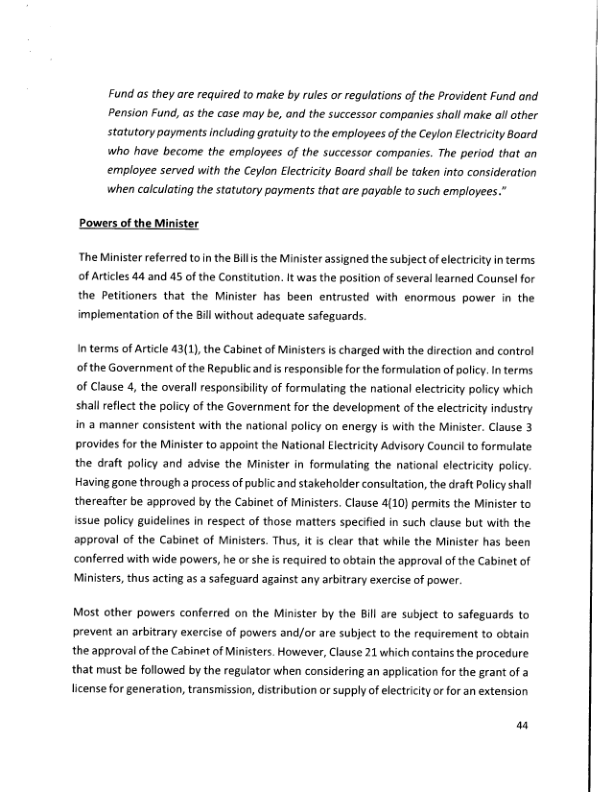 Fund as they are required to make by rules or regulations of the Provident Fund and
Pension Fund, as the case may be, and the successor companies shall make all other
statutory payments including gratuity to the employees of the Ceylon Electricity Board
who have become the employees of the successor companies. The period that an
employee served with the Ceylon Electricity Board shall be taken into consideration
when calculating the statutory payments that are payable to such employees."
Powers of the Minister
The Minister referred to in the Bill is the Minister assigned the subject of electricity in terms
of Articles 44 and 45 of the Constitution. It was the position of several learned Counsel for
the Petitioners that the Minister has been entrusted with enormous power in the
implementation of the Bill without adequate safeguards.
In terms of Article 43(1), the Cabinet of Ministers is charged with the direction and control
of the Government of the Republic and is responsible for the formulation of policy. In terms
of Clause 4, the overall responsibility of formulating the national electricity policy which
shall reflect the policy of the Government for the development of the electricity industry
in a manner consistent with the national policy on energy is with the Minister. Clause 3
provides for the Minister to appoint the National Electricity Advisory Council to formulate
the draft policy and advise the Minister in formulating the national electricity policy.
Having gone through a process of public and stakeholder consultation, the draft Policy shall
thereafter be approved by the Cabinet of Ministers. Clause 4(10) permits the Minister to
issue policy guidelines in respect of those matters specified in such clause but with the
approval of the Cabinet of Ministers. Thus, it is clear that while the Minister has been
conferred with wide powers, he or she is required to obtain the approval of the Cabinet of
Ministers, thus acting as a safeguard against any arbitrary exercise of power.
Most other powers conferred on the Minister by the Bill are subject to safeguards to
prevent an arbitrary exercise of powers and/or are subject to the requirement to obtain
the approval of the Cabinet of Ministers. However, Clause 21 which contains the procedure
that must be followed by the regulator when considering an application for the grant of a
license for generation, transmission, distribution or supply of electricity or for an extension
44